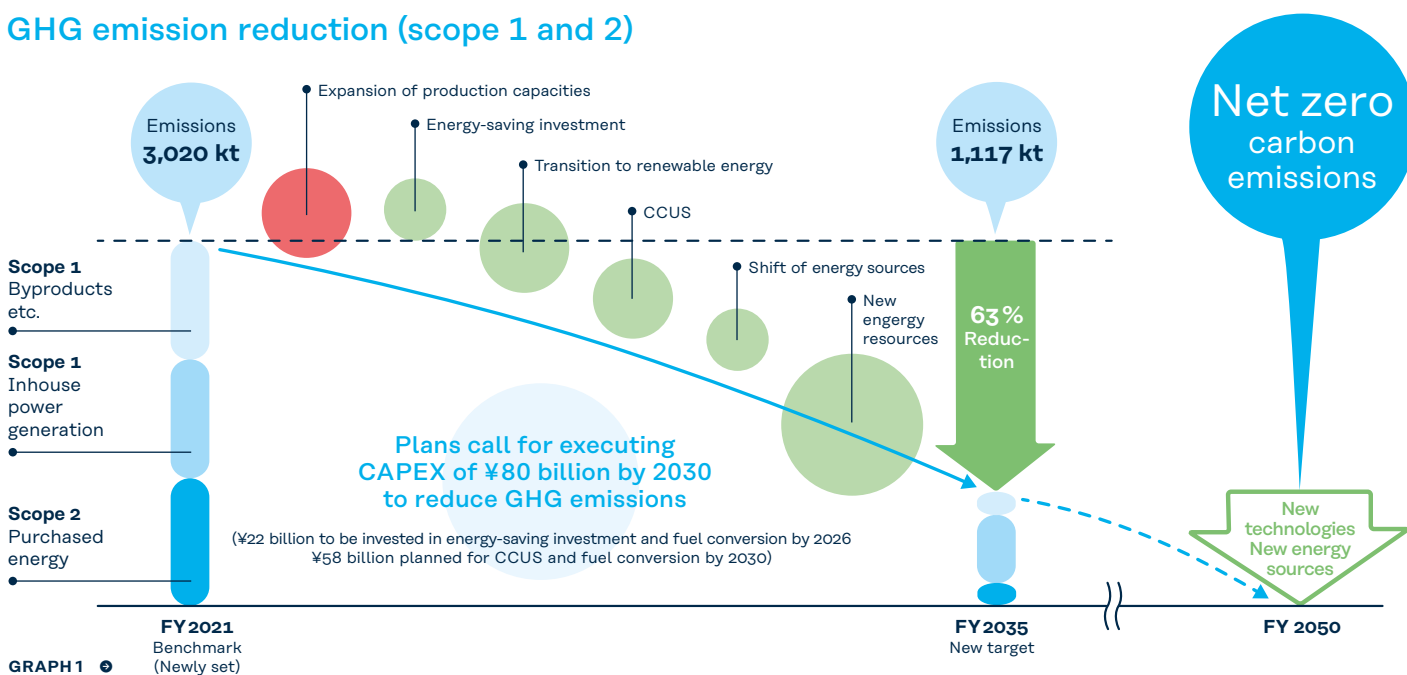 GHG emission reduction (scope 1 and 2)
Emissions
3,020 kt
Expansion of production capacities
Energy-saving investment
Transition to renewable energy
CCUS
Shift of energy sources
New
engergy
resources
Emissions
1,117 kt
Net zero
carbon
emissions
Scope 1
Byproducts
etc.
Scope 1
Inhouse
power
generation
Scope 2
Purchased
energy
63 %
Reduc-
tion
Plans call for executing
CAPEX of ¥80 billion by 2030
to reduce GHG emissions
(¥22 billion to be invested in energy-saving investment and fuel conversion by 2026
¥58 billion planned for CCUS and fuel conversion by 2030)
New
technologies
New energy
sources
FY 2021
Benchmark
(Newly set)
FY 2035
New target
FY 2050
GRAPH 1